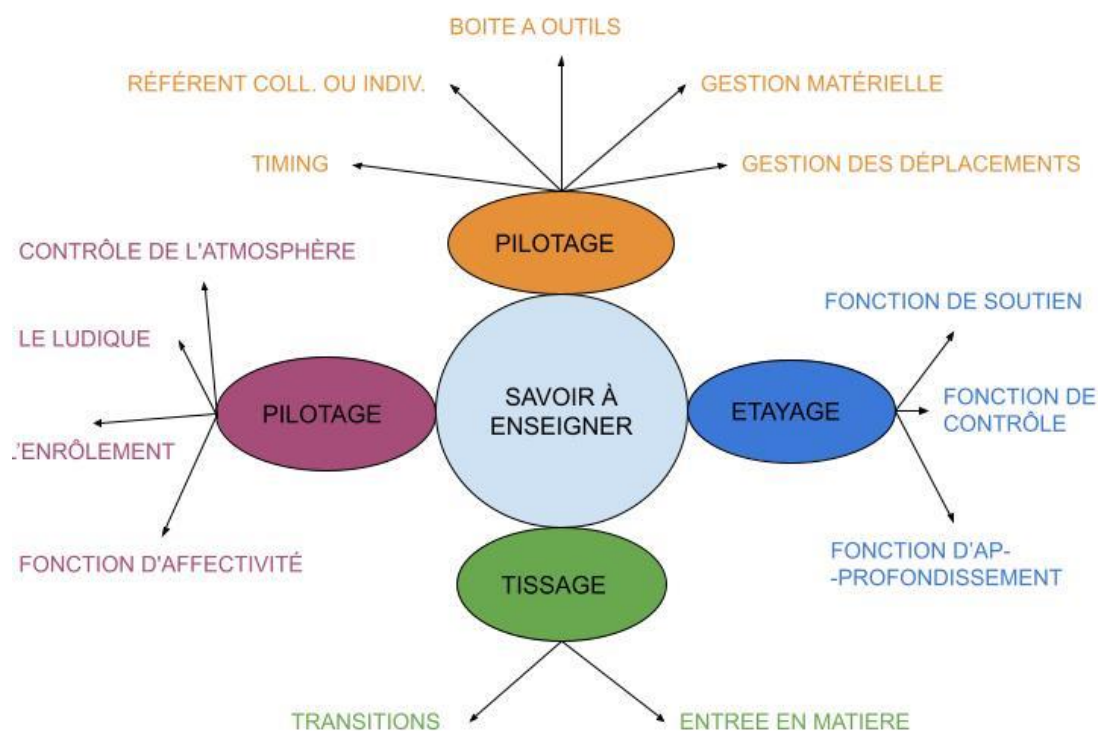 BOITE A OUTILS
RÉFÉRENT COLL. OU INDIV.
GESTION MATÉRIELLE
TIMING
GESTION DES DÉPLACEMENTS
PILOTAGE
CONTRÔLE DE L'ATMOSPHÈRE
LE LUDIQUE
PILOTAGE
L'ENRÔLEMENT
FONCTION D'AFFECTIVITÉ
SAVOIR À
ENSEIGNER
ETAYAGE
FONCTION DE SOUTIEN
FONCTION DE
CONTRÔLE
FONCTION D'AP-
-PROFONDISSEMENT
TISSAGE
TRANSITIONS
ENTREE EN MATIERE